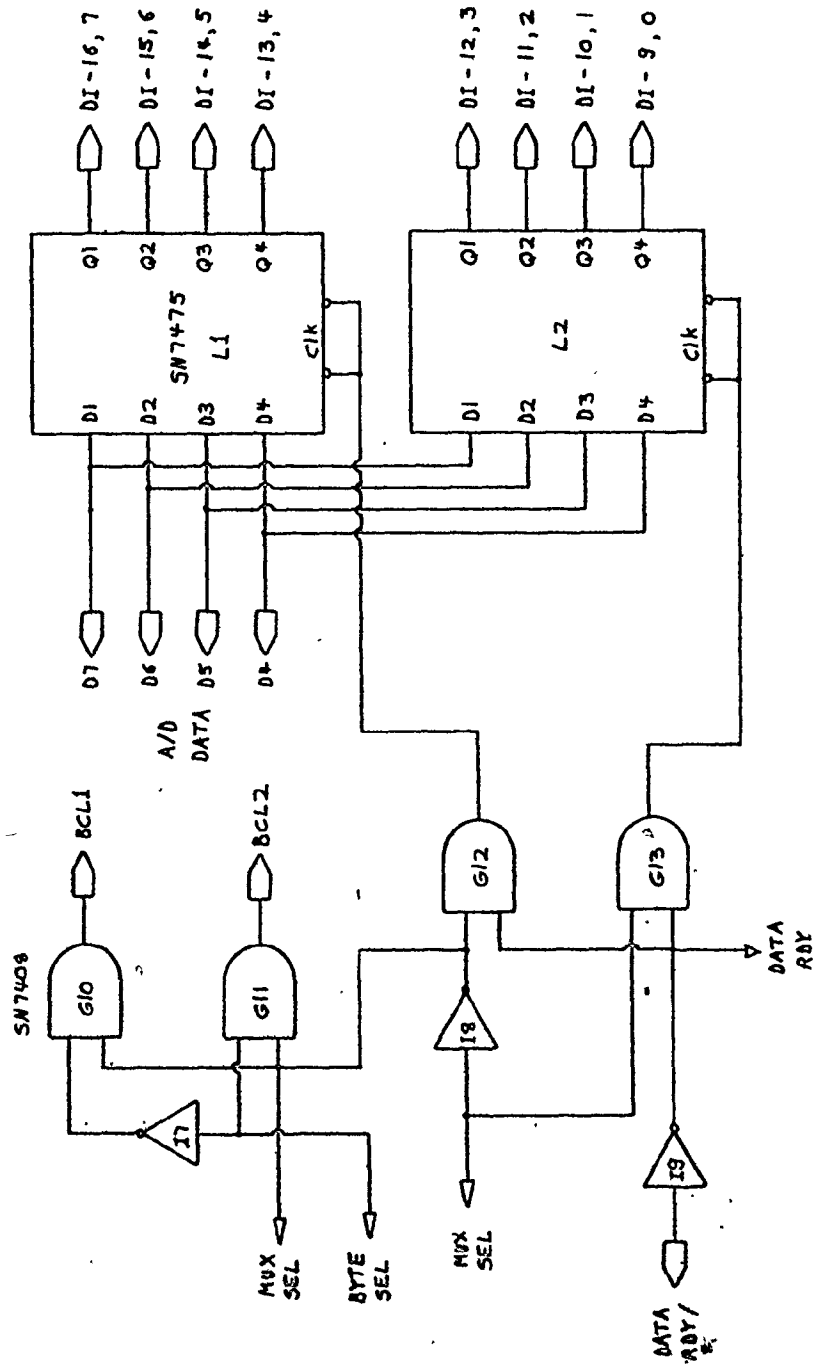 SN7408
G10
BCL1
I7
G11
BCL2
MUX
SEL
BYTE
SEL
I8
G12
MUX
SEL
G13
I9
DATA
RDY/
DATA
RDY
D7
D6
D5
D4
A/D
DATA
SN7475
L1
D1
D2
D3
D4
Q1
Q2
Q3
Q4
Clk
DI-16,7
DI-15,6
DI-14,5
DI-13,4
L2
D1
D2
D3
D4
Q1
Q2
Q3
Q4
Clk
DI-12,3
DI-11,2
DI-10,1
DI-9,0